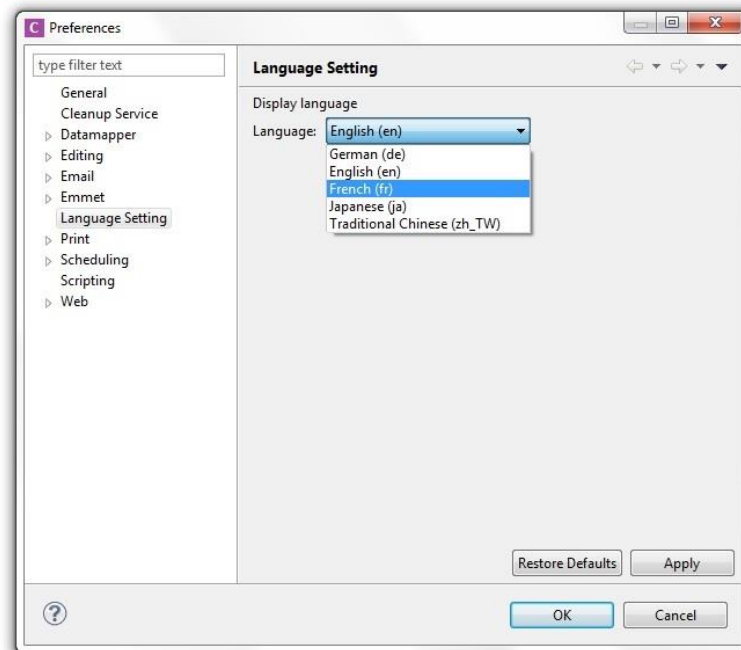 C Preferences
type filter text
General
Cleanup Service
Datamapper
Editing
Email
Emmet
Language Setting
Print
Scheduling
Scripting
Web
Language Setting
Display language
Language: English (en)
German (de)
English (en)
French (fr)
Japanese (ja)
Traditional Chinese (zh_TW)
Restore Defaults Apply
? OK Cancel